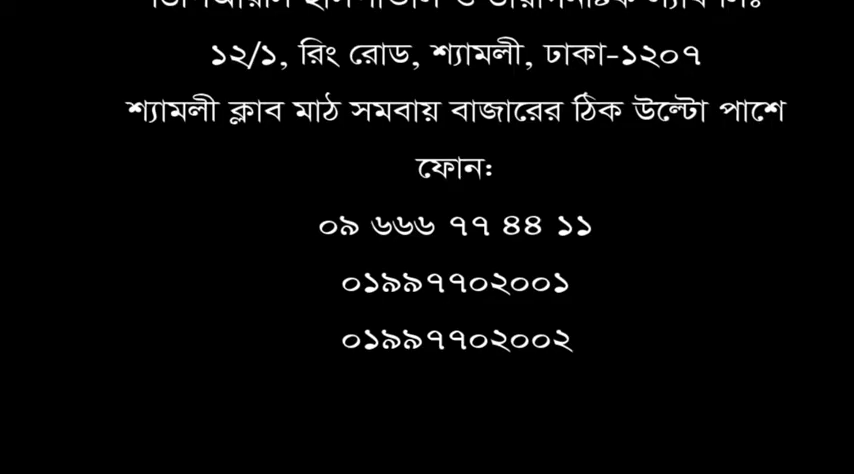 ১২/১, রিং রোড, শ্যামলী, ঢাকা-১২০৭
শ্যামলী ক্লাব মাঠ সমবায় বাজারের ঠিক উল্টো পাশে
ফোন:
০৯ ৬৬৬ ৭৭ ৪৪ ১১
০১৯৯৭৭০২০০১
০১৯৯৭৭০২০০২